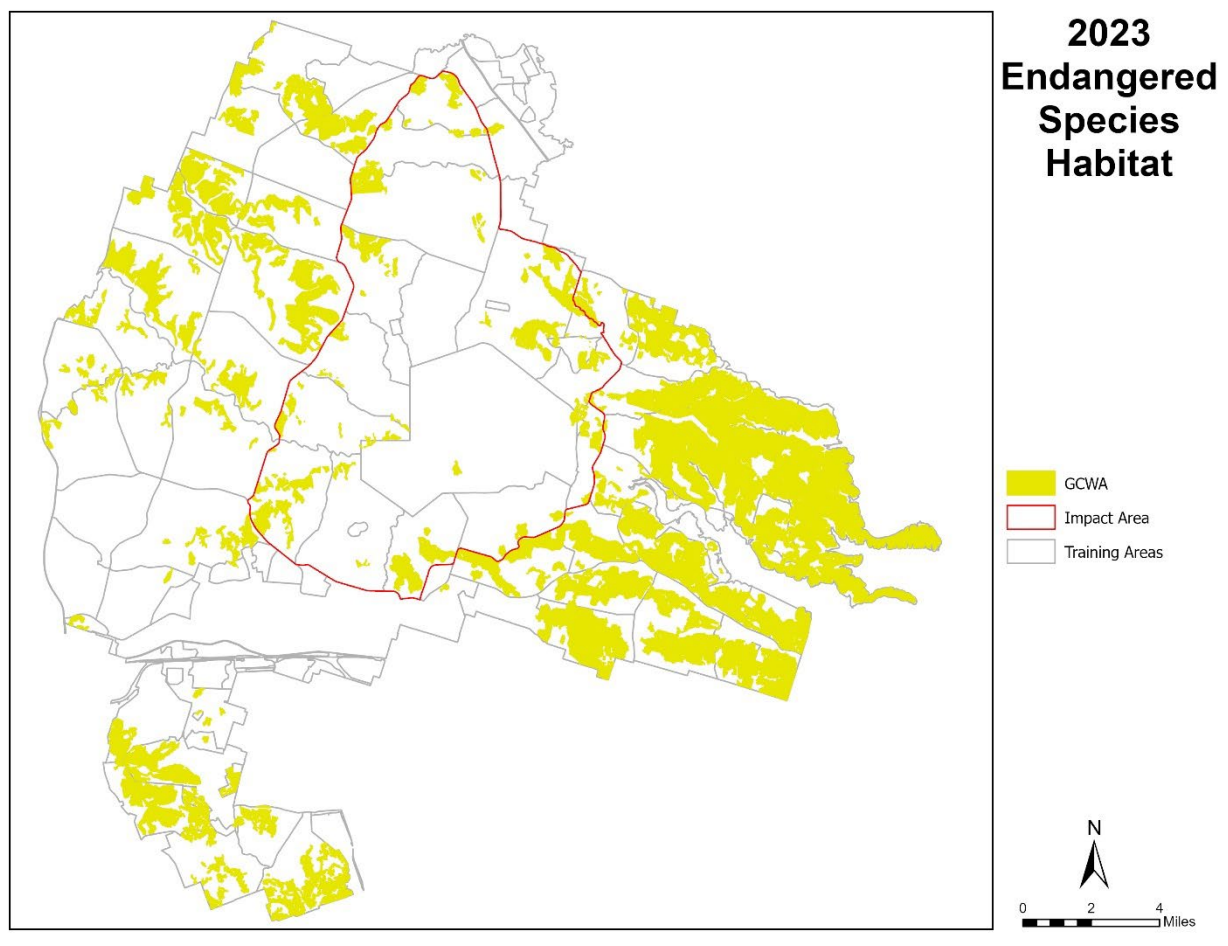 2023
Endangered
Species
Habitat
GCWA
Impact Area
Training Areas
N
0 2 4
Miles